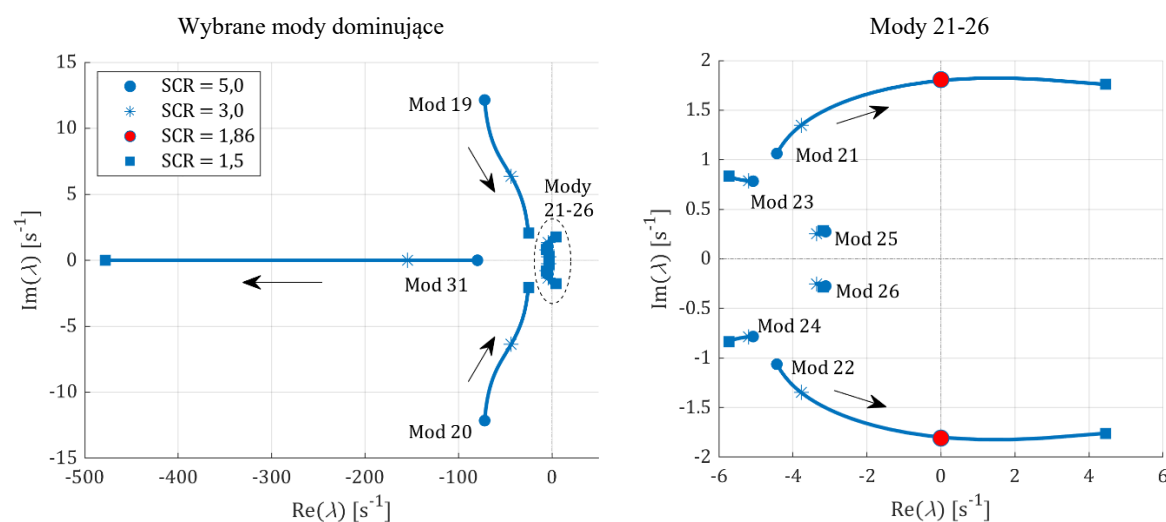 Wybrane mody dominujące
15
10
5
0
-5
-10
-15
Im(λ) [s⁻¹]
SCR = 5,0
SCR = 3,0
SCR = 1,86
SCR = 1,5
Mod 19
Mody
21-26
Mod 31
Mod 20
-500
-400
-300
-200
-100
0
Re(λ) [s⁻¹]
Mody 21-26
2
1.5
1
0.5
0
-0.5
-1
-1.5
-2
Im(λ) [s⁻¹]
Mod 21
Mod 23
Mod 25
Mod 26
Mod 24
Mod 22
-6
-4
-2
0
2
4
6
Re(λ) [s⁻¹]